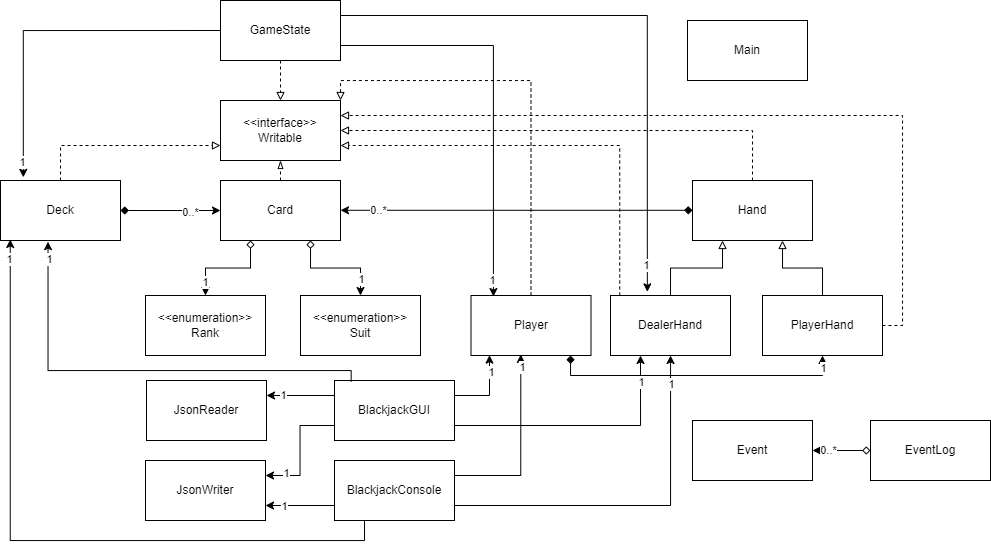 GameState
Main
<<interface>>
Writable
1
Deck
0..*
Card
0..*
Hand
1
1
1
1
1
1
<<enumeration>>
Rank
<<enumeration>>
Suit
Player
DealerHand
PlayerHand
1
1
1
1
1
JsonReader
1
BlackjackGUI
Event
0..*
EventLog
1
JsonWriter
1
BlackjackConsole